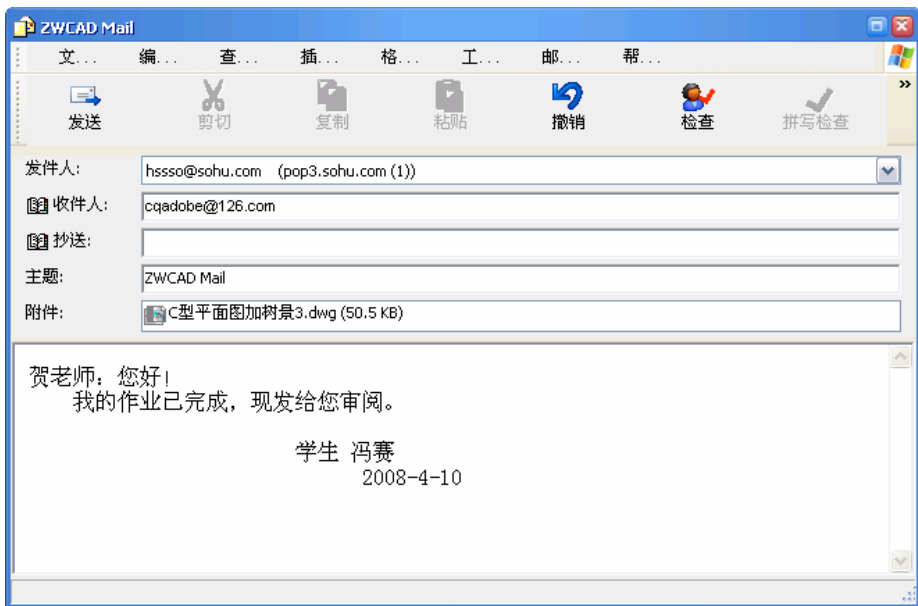 ZWCAD Mail
文... 编... 查... 插... 格... 工... 邮... 帮...
发送 剪切 复制 粘贴 撤销 检查 拼写检查
发件人: hssso@sohu.com (pop3.sohu.com (1))
收件人: cqadobe@126.com
抄送:
主题: ZWCAD Mail
附件: C型平面图加树景3.dwg (50.5 KB)
贺老师：您好!
我的作业已完成，现发给您审阅。
学生 冯赛
2008-4-10